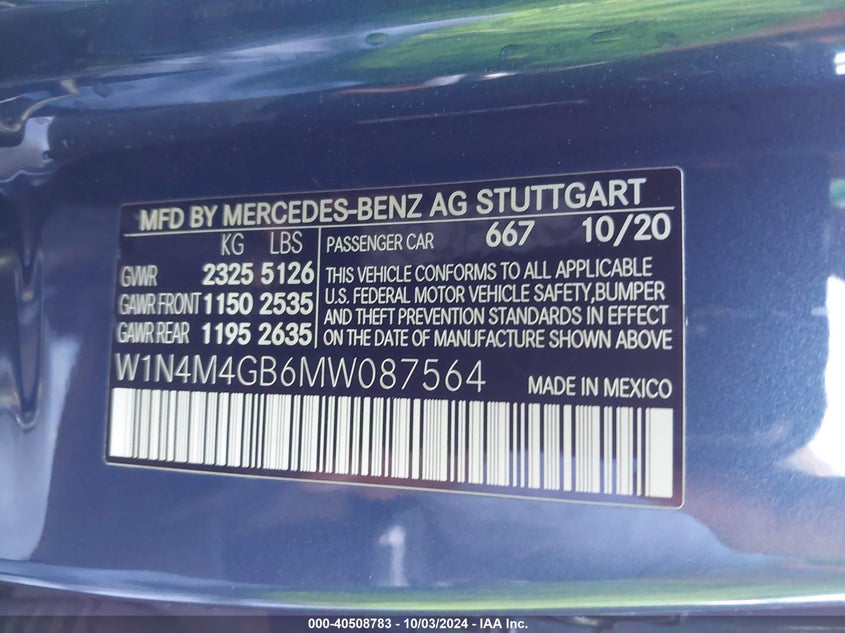 MFD BY MERCEDES-BENZ AG STUTTGART
KG LBS
GVWR 2325 5126
GAWR FRONT 1150 2535
GAWR REAR 1195 2635
PASSENGER CAR 667 10/20
THIS VEHICLE CONFORMS TO ALL APPLICABLE
U.S. FEDERAL MOTOR VEHICLE SAFETY,BUMPER
AND THEFT PREVENTION STANDARDS IN EFFECT
ON THE DATE OF MANUFACTURE SHOWN ABOVE
W1N4M4GB6MW087564
MADE IN MEXICO
000-40508783 - 10/03/2024 - IAA Inc.